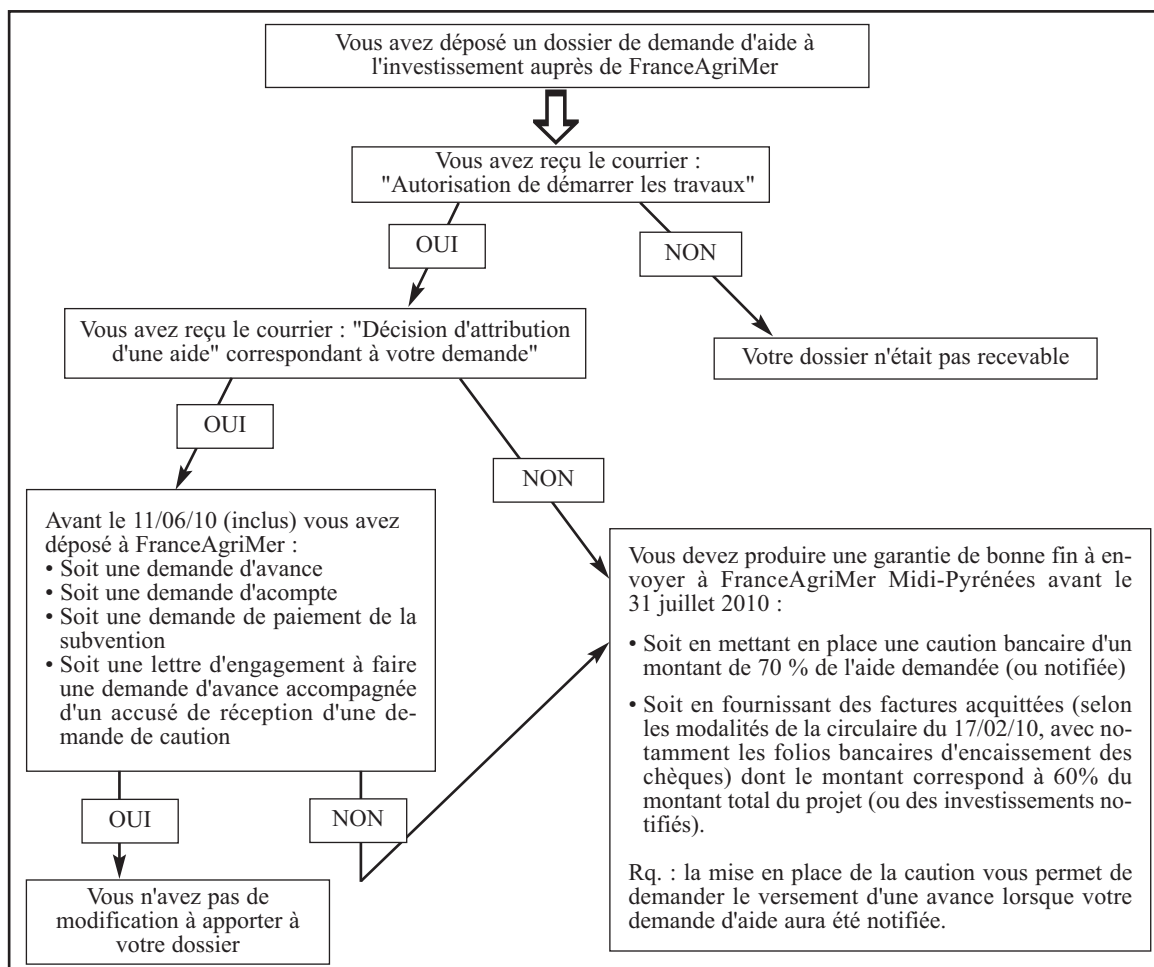 Vous avez déposé un dossier de demande d'aide à
l'investissement auprès de FranceAgriMer
Vous avez reçu le courrier :
"Autorisation de démarrer les travaux"
OUI
NON
Vous avez reçu le courrier : "Décision d'attribution
d'une aide" correspondant à votre demande"
Votre dossier n'était pas recevable
OUI
NON
Avant le 11/06/10 (inclus) vous avez
déposé à FranceAgriMer :
• Soit une demande d'avance
• Soit une demande d'acompte
• Soit une demande de paiement de la
subvention
• Soit une lettre d'engagement à faire
une demande d'avance accompagnée
d'un accusé de réception d'une de-
mande de caution
Vous devez produire une garantie de bonne fin à en-
voyer à FranceAgriMer Midi-Pyrénées avant le
31 juillet 2010 :
• Soit en mettant en place une caution bancaire d'un
montant de 70 % de l'aide demandée (ou notifiée)
• Soit en fournissant des factures acquittées (selon
les modalités de la circulaire du 17/02/10, avec no-
tamment les folios bancaires d'encaissement des
chèques) dont le montant correspond à 60% du
montant total du projet (ou des investissements no-
tifiés).
Rq. : la mise en place de la caution vous permet de
demander le versement d'une avance lorsque votre
demande d'aide aura été notifiée.
OUI
NON
Vous n'avez pas de
modification à apporter à
votre dossier